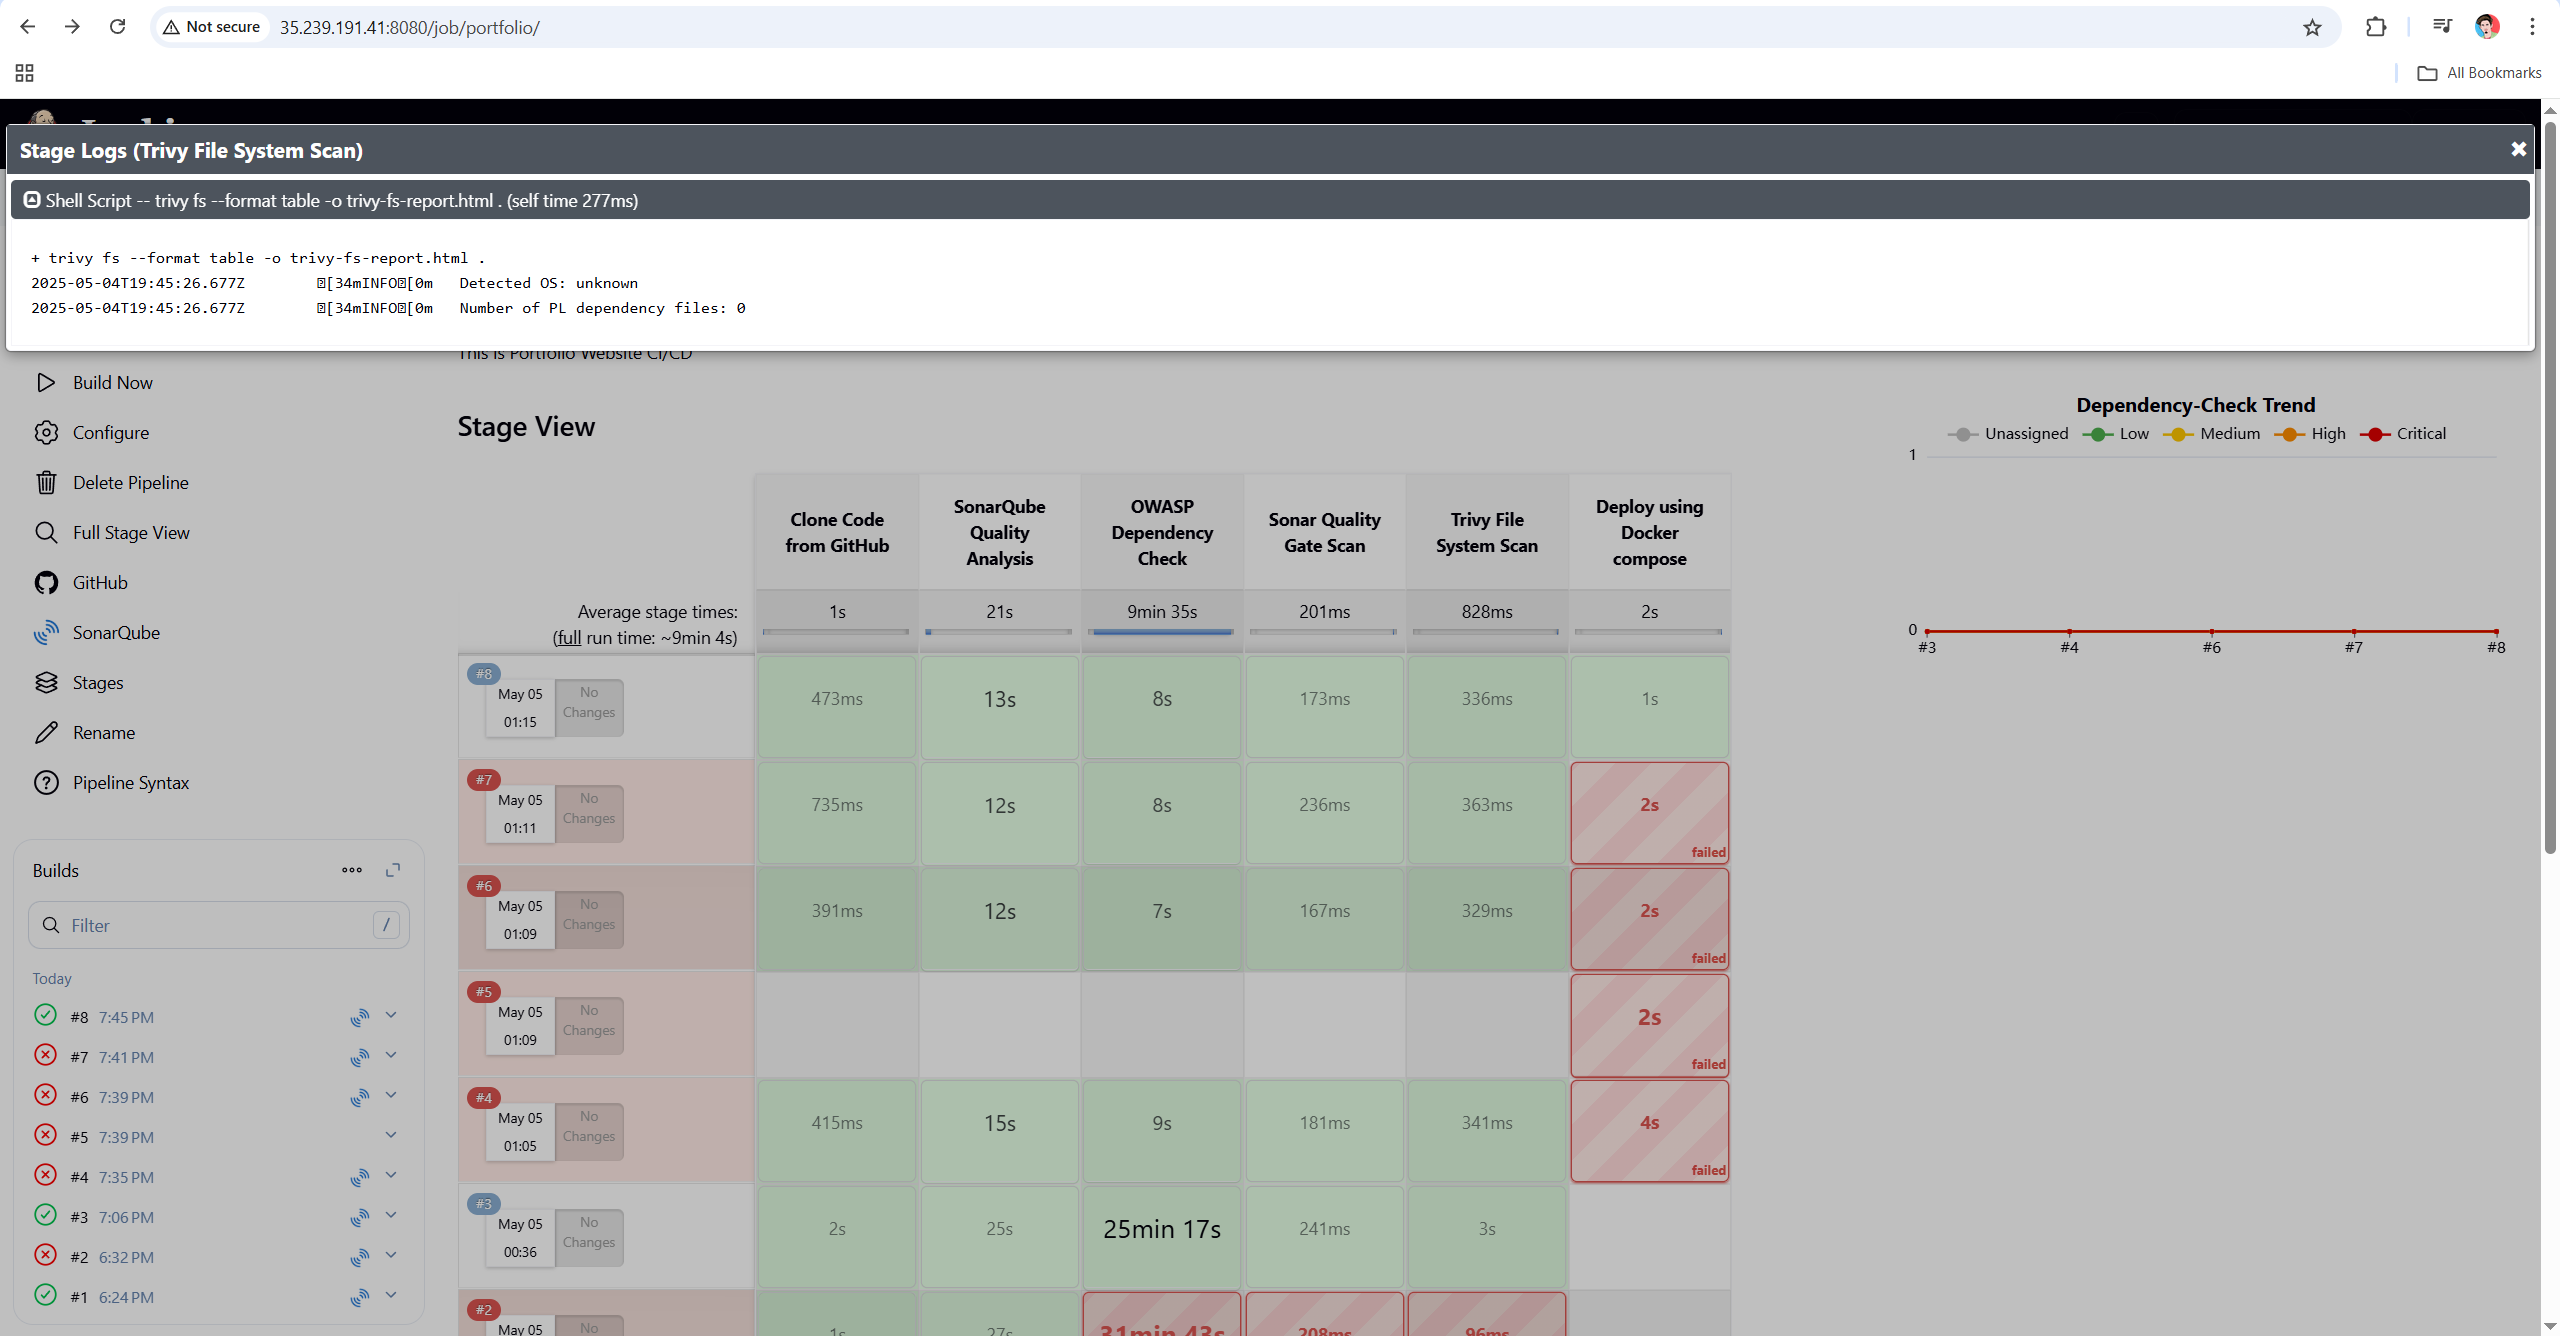 Not secure 35.239.191.41:8080/job/portfolio/
All Bookmarks
Stage Logs (Trivy File System Scan)
Shell Script -- trivy fs --format table -o trivy-fs-report.html . (self time 277ms)
+ trivy fs --format table -o trivy-fs-report.html .
2025-05-04T19:45:26.677Z [34mINFO[0m Detected OS: unknown
2025-05-04T19:45:26.677Z [34mINFO[0m Number of PL dependency files: 0
This is Portfolio Website CI/CD
Build Now
Configure
Delete Pipeline
Full Stage View
GitHub
SonarQube
Stages
Rename
Pipeline Syntax
Builds
Filter /
Today
#8 7:45 PM
#7 7:41 PM
#6 7:39 PM
#5 7:39 PM
#4 7:35 PM
#3 7:06 PM
#2 6:32 PM
#1 6:24 PM
Stage View
Clone Code
from GitHub
SonarQube
Quality
Analysis
OWASP
Dependency
Check
Sonar Quality
Gate Scan
Trivy File
System Scan
Deploy using
Docker
compose
Average stage times:
(full run time: ~9min 4s)
1s 21s 9min 35s 201ms 828ms 2s
#8
May 05
01:15
No
Changes
473ms 13s 8s 173ms 336ms 1s
#7
May 05
01:11
No
Changes
735ms 12s 8s 236ms 363ms 2s
failed
#6
May 05
01:09
No
Changes
391ms 12s 7s 167ms 329ms 2s
failed
#5
May 05
01:09
No
Changes
2s
failed
#4
May 05
01:05
No
Changes
415ms 15s 9s 181ms 341ms 4s
failed
#3
May 05
00:36
No
Changes
2s 25s 25min 17s 241ms 3s
#2
May 05
No
1s 27s 31min 43s 208ms 96ms
Dependency-Check Trend
Unassigned Low Medium High Critical
1
0
#3 #4 #6 #7 #8